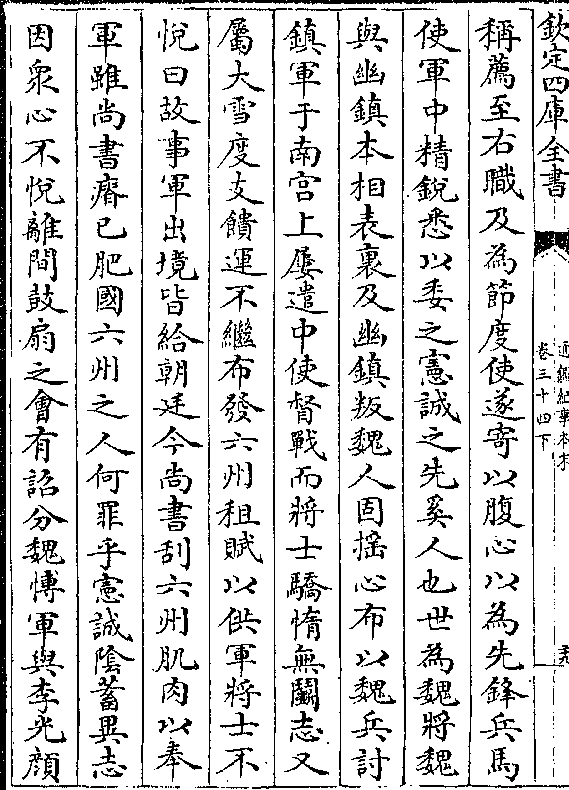 欽定四庫全書
通鑑紀事本末
卷三十四下
稱薦至右職及為節度使遂寄以腹心以為先鋒兵馬
使軍中精銳悉以委之憲誠之先奚人也世為魏將魏
與幽鎮本相表裏及幽鎮叛魏人固搖心布以魏兵討
鎮軍于南宫上屢遣中使督戰而將士驕惰無鬭志又
屬大雪度支饋運不繼布發六州租賦以供軍將士不
悅曰故事軍出境皆給朝廷今尚書刮六州肌肉以奉
軍雖尚書瘠己肥國六州之人何罪乎憲誠陰蓄異志
因衆心不悅離間鼓扇之會有詔分魏愽軍與李光顔